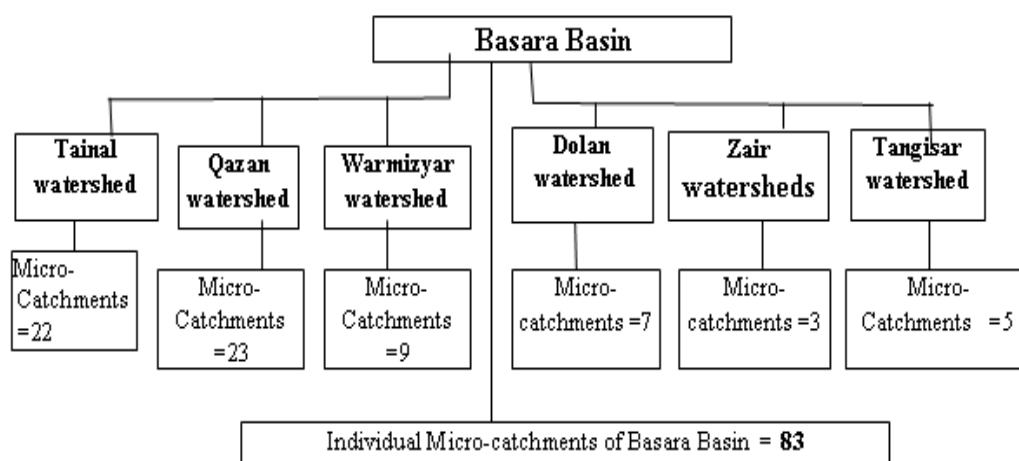 Basara Basin
Tainal
watershed
Qazan
watershed
Warmizyar
watershed
Dolan
watershed
Zair
watersheds
Tangisar
watershed
Micro-
Catchments
=22
Micro-
Catchments
=23
Micro-
Catchments
=9
Micro-
catchments =7
Micro-
catchments =3
Micro-
Catchments =5
Individual Micro-catchments of Basara Basin = 83